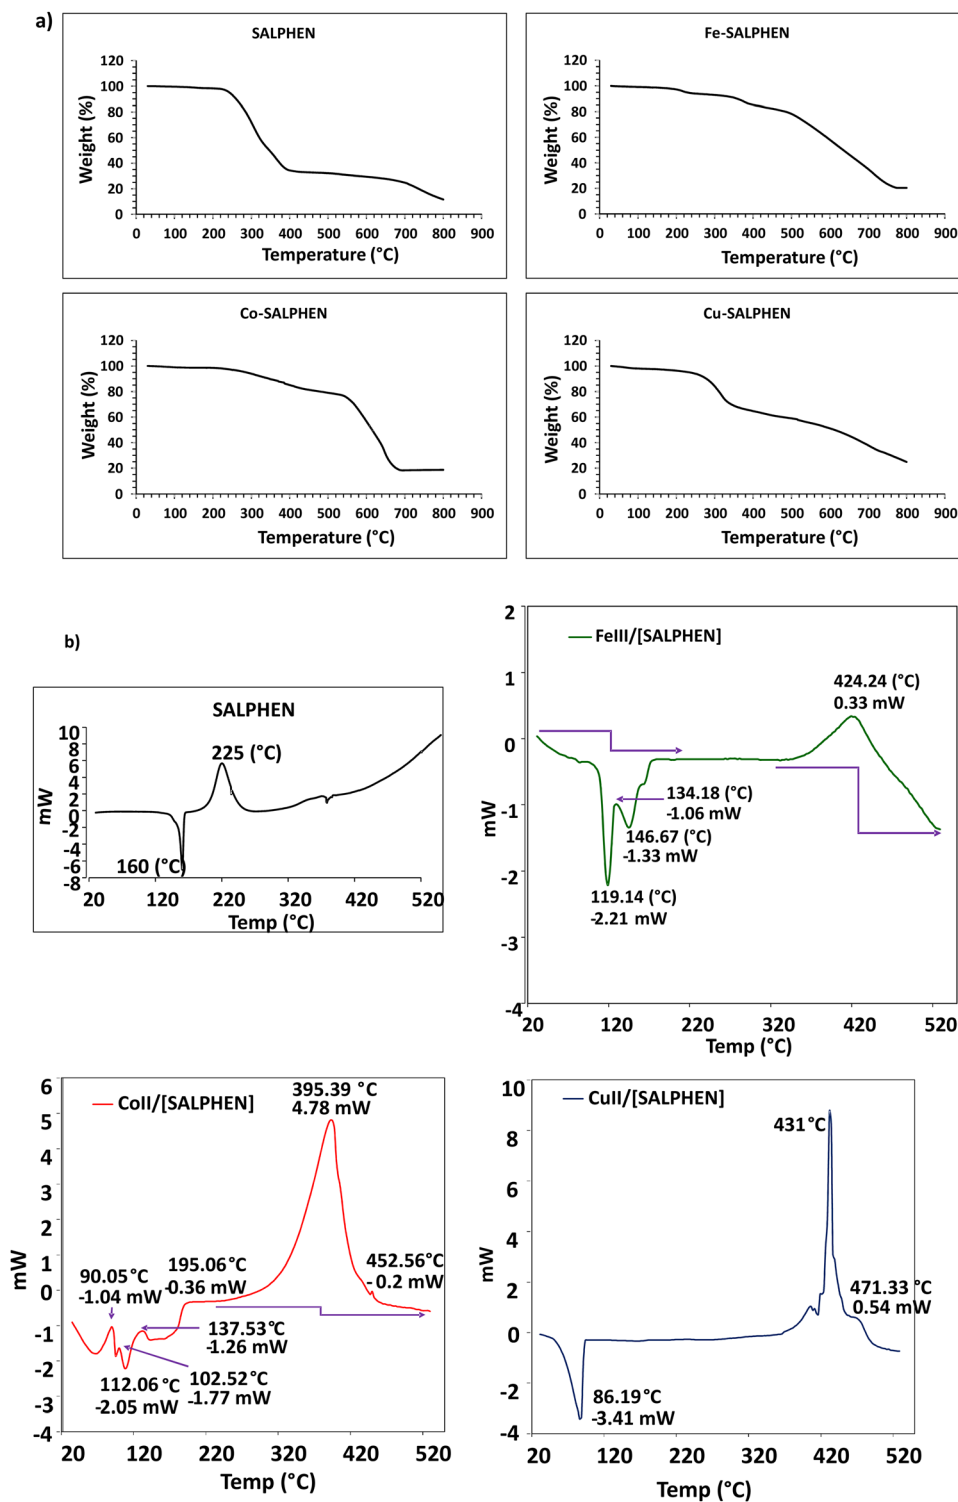 a)
SALPHEN
120
100
80
60
40
20
0
Weight (%)
0 100 200 300 400 500 600 700 800 900
Temperature (°C)
Fe-SALPHEN
120
100
80
60
40
20
0
Weight (%)
0 100 200 300 400 500 600 700 800 900
Temperature (°C)
Co-SALPHEN
120
100
80
60
40
20
0
Weight (%)
0 100 200 300 400 500 600 700 800 900
Temperature (°C)
Cu-SALPHEN
120
100
80
60
40
20
0
Weight (%)
0 100 200 300 400 500 600 700 800 900
Temperature (°C)
b)
SALPHEN
10
8
6
4
2
0
-2
-4
-6
-8
mW
225 (°C)
160 (°C)
20 120 220 320 420 520
Temp (°C)
2
1
0
-1
-2
-3
-4
mW
FeIII/[SALPHEN]
424.24 (°C)
0.33 mW
134.18 (°C)
-1.06 mW
146.67 (°C)
-1.33 mW
119.14 (°C)
-2.21 mW
20 120 220 320 420 520
Temp (°C)
6
5
4
3
2
1
0
-1
-2
-3
-4
mW
CoII/[SALPHEN]
395.39 °C
4.78 mW
195.06°C
-0.36 mW
452.56°C
- 0.2 mW
90.05°C
-1.04 mW
137.53°C
-1.26 mW
102.52°C
-1.77 mW
112.06°C
-2.05 mW
20 120 220 320 420 520
Temp (°C)
10
8
6
4
2
0
-2
-4
mW
CuII/[SALPHEN]
431°C
471.33 °C
0.54 mW
86.19°C
-3.41 mW
20 120 220 320 420 520
Temp (°C)